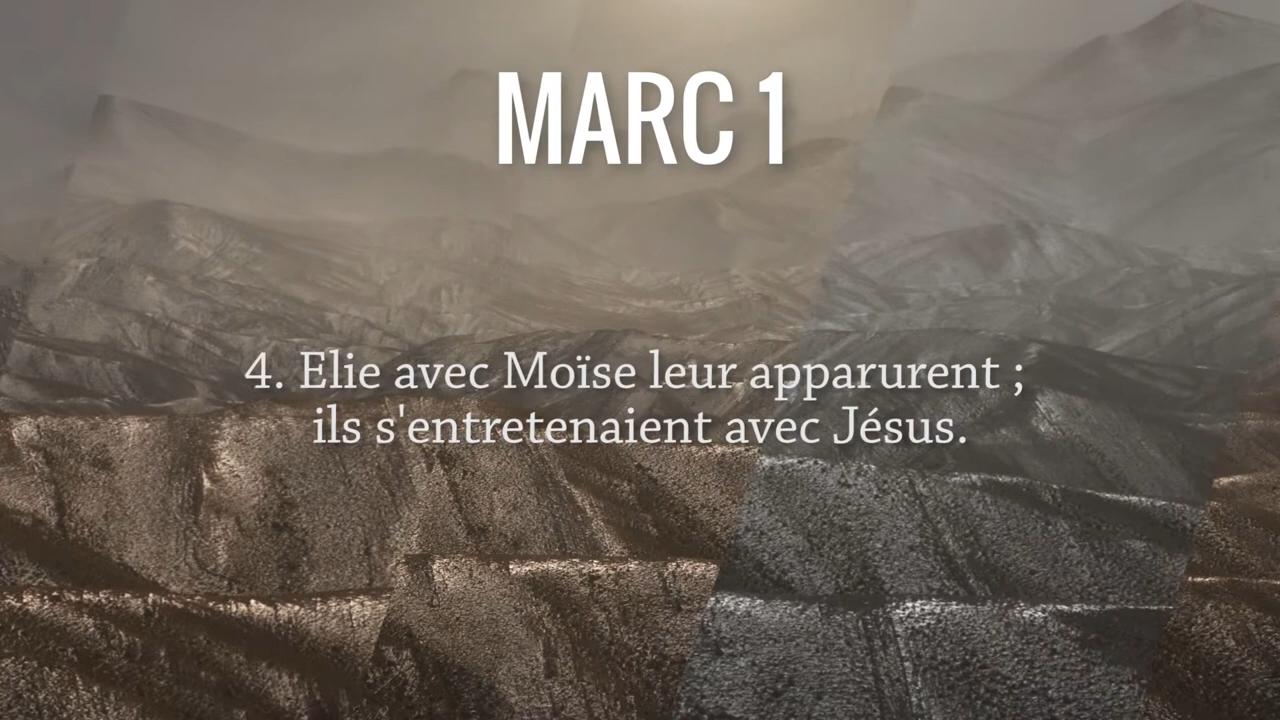 MARC 1
4. Elie avec Moïse leur apparurent ;
ils s'entretenaient avec Jésus.